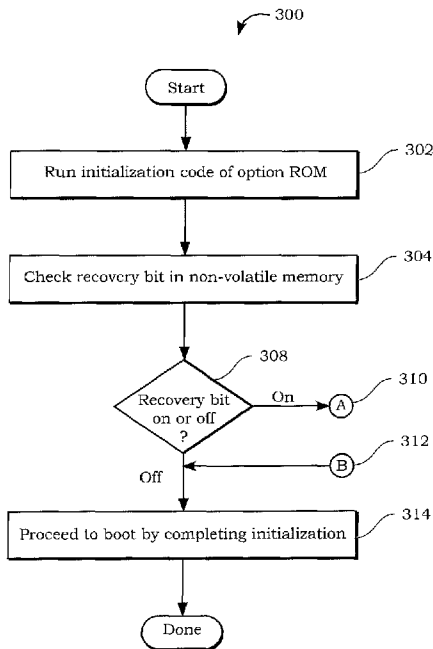 300
Start
302
Run initialization code of option ROM
304
Check recovery bit in non-volatile memory
308
Recovery bit
on or off
?
On
A
310
312
B
Off
314
Proceed to boot by completing initialization
Done